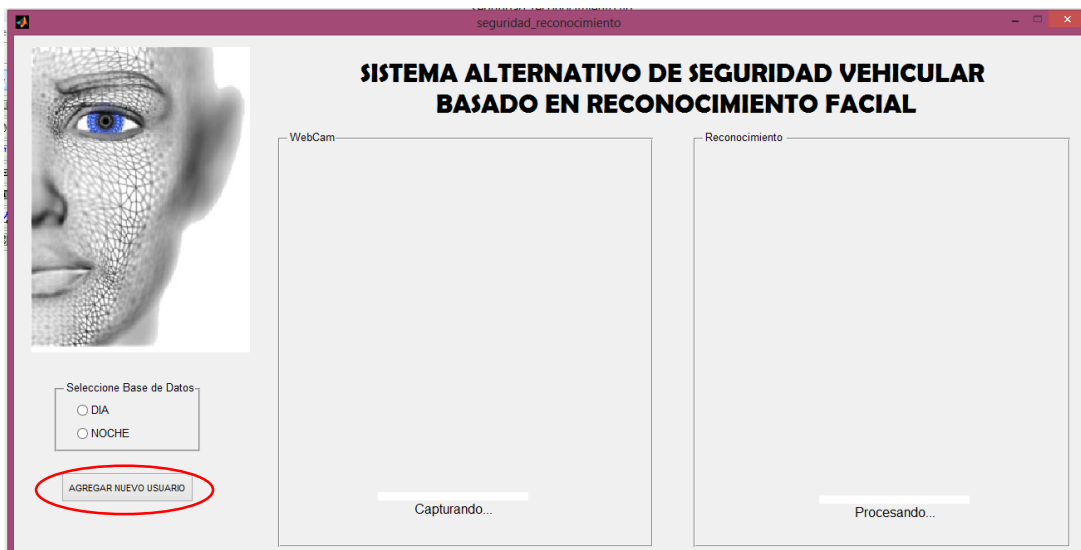 seguridad_reconocimiento
SISTEMA ALTERNATIVO DE SEGURIDAD VEHICULAR
BASADO EN RECONOCIMIENTO FACIAL
WebCam
Reconocimiento
Seleccione Base de Datos
DIA
NOCHE
AGREGAR NUEVO USUARIO
Capturando...
Procesando...